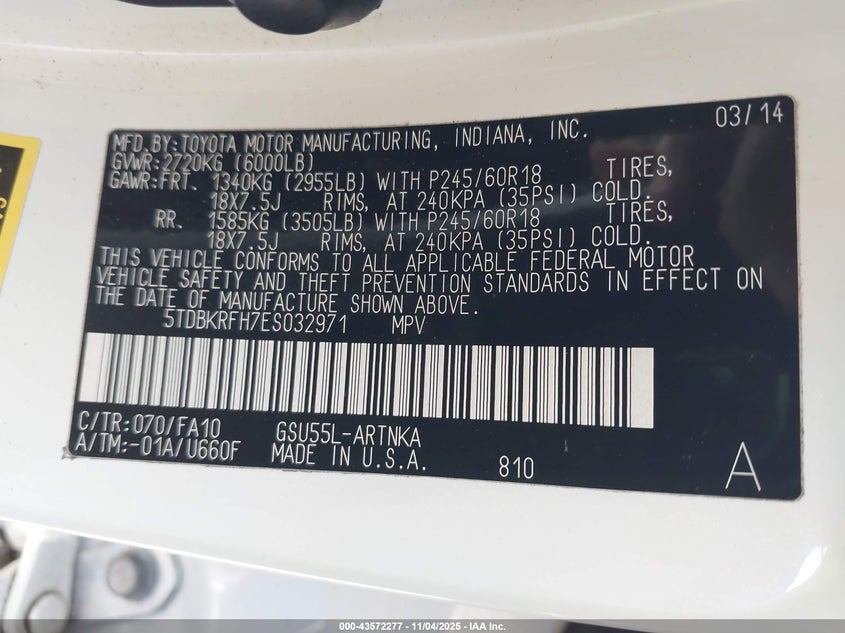 03/14
MFD.BY:TOYOTA MOTOR MANUFACTURING, INDIANA, INC.
GVWR:2720KG (6000LB)
GAWR:FRT. 1340KG (2955LB) WITH P245/60R18 TIRES,
18X7.5J RIMS, AT 240KPA (35PSI) COLD.
RR. 1585KG (3505LB) WITH P245/60R18 TIRES,
18X7.5J RIMS, AT 240KPA (35PSI) COLD.
THIS VEHICLE CONFORMS TO ALL APPLICABLE FEDERAL MOTOR
VEHICLE SAFETY AND THEFT PREVENTION STANDARDS IN EFFECT ON
THE DATE OF MANUFACTURE SHOWN ABOVE.
5TDBKRFH7ES032971 MPV
C/TR:070/FA10 GSU55L-ARTNKA
A/TM:-01A/U660F MADE IN U.S.A. 810 A
000-43572277 - 11/04/2025 - IAA Inc.